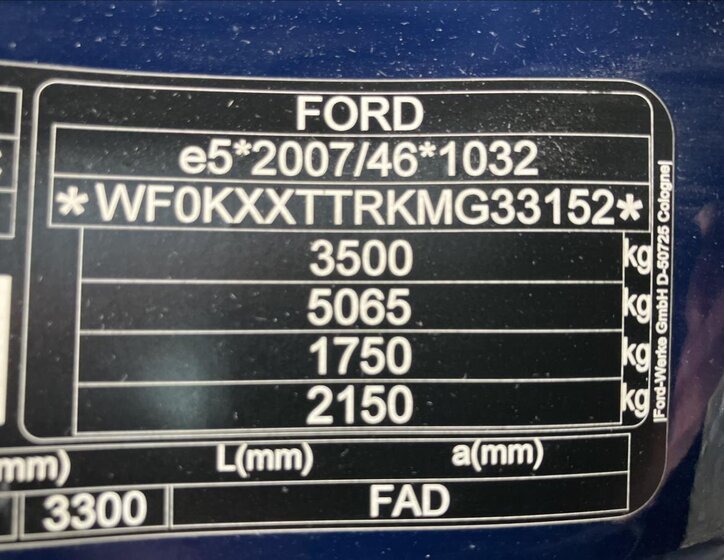 FORD
e5*2007/46*1032
*WF0KXXTTRKMG33152*
3500 kg
5065 kg
1750 kg
2150 kg
Ford-Werke GmbH D-50725 Cologne
mm) L(mm) a(mm)
3300 FAD